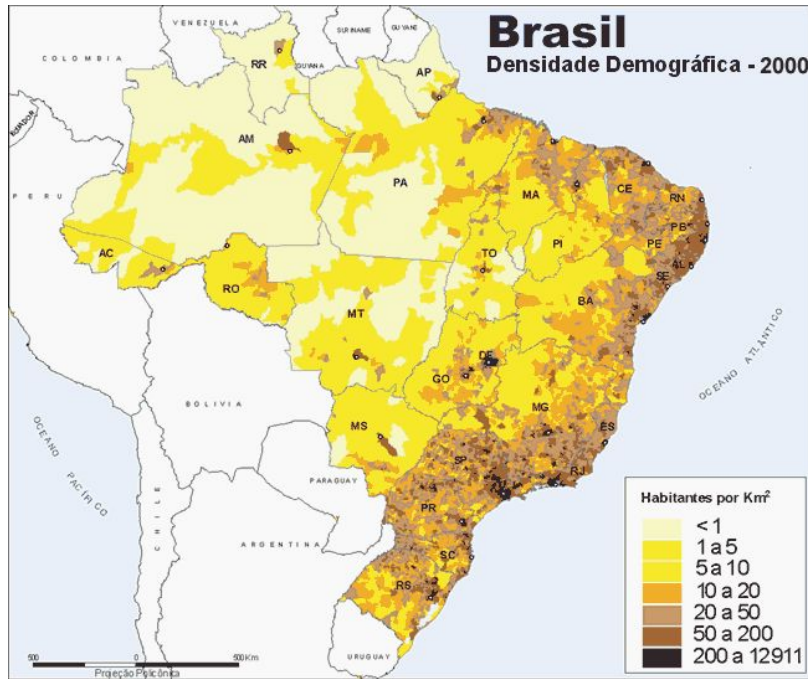 Brasil
Densidade Demográfica - 2000
VENEZUELA
SURINAME
GUYANE
GUYANA
COLOMBIA
EQUADOR
PERU
BOLIVIA
PARAGUAY
CHILE
ARGENTINA
URUGUAY
OCEANO PACÍFICO
OCEANO ATLÂNTICO
RR
AP
AM
PA
MA
CE
RN
PB
PE
AL
SE
PI
TO
BA
AC
RO
MT
DF
GO
MG
ES
MS
SP
RJ
PR
SC
RS
Habitantes por Km²
< 1
1 a 5
5 a 10
10 a 20
20 a 50
50 a 200
200 a 12911
500 0 500 Km
Projeção Policônica